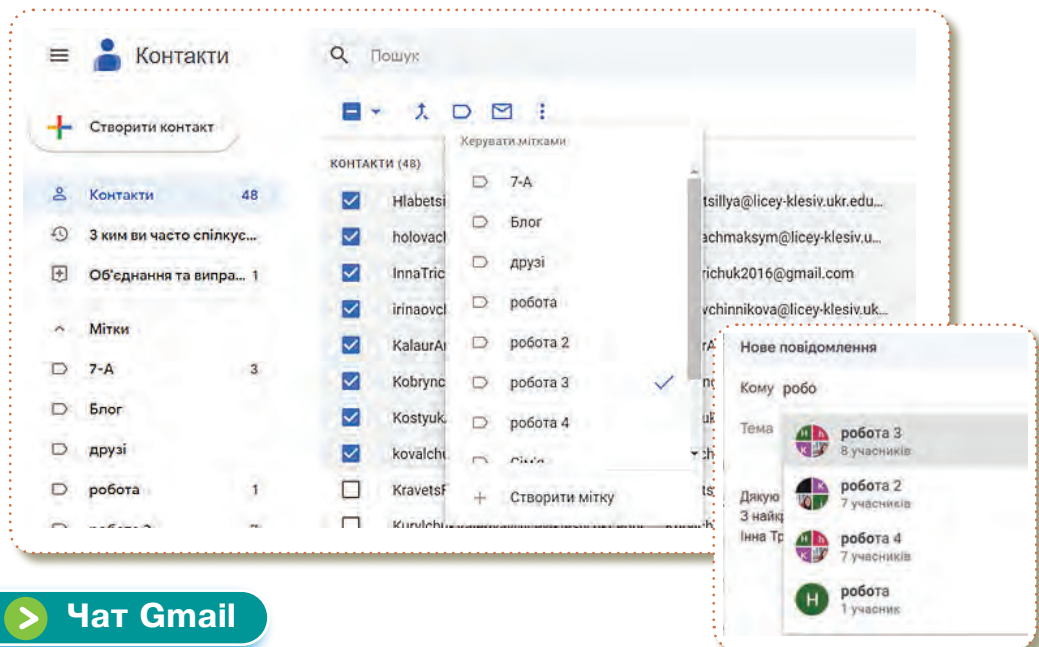 Контакти
Пошук
Створити контакт
Керувати мітками
КОНТАКТИ (48)
Контакти 48
З ким ви часто спілкує...
Об'єднання та випра... 1
Мітки
7-А 3
Блог
друзі
робота 1
7-А
Блог
друзі
робота
робота 2
робота 3
робота 4
Сім'я
Створити мітку
Hlabetsi tsillya@licey-klesiv.ukr.edu...
holovacl achmaksym@licey-klesiv.u...
InnaTric richuk2016@gmail.com
irinaovcl vchinnikova@licey-klesiv.uk...
KalaurAr
Kobrync
Kostyuk
kovalchu
KravetsF
Нове повідомлення
Кому робо
Тема
робота 3
8 учасників
робота 2
7 учасників
робота 4
7 учасників
Н
робота
1 учасник
Дякую
З найкр
Інна Тр
Чат Gmail